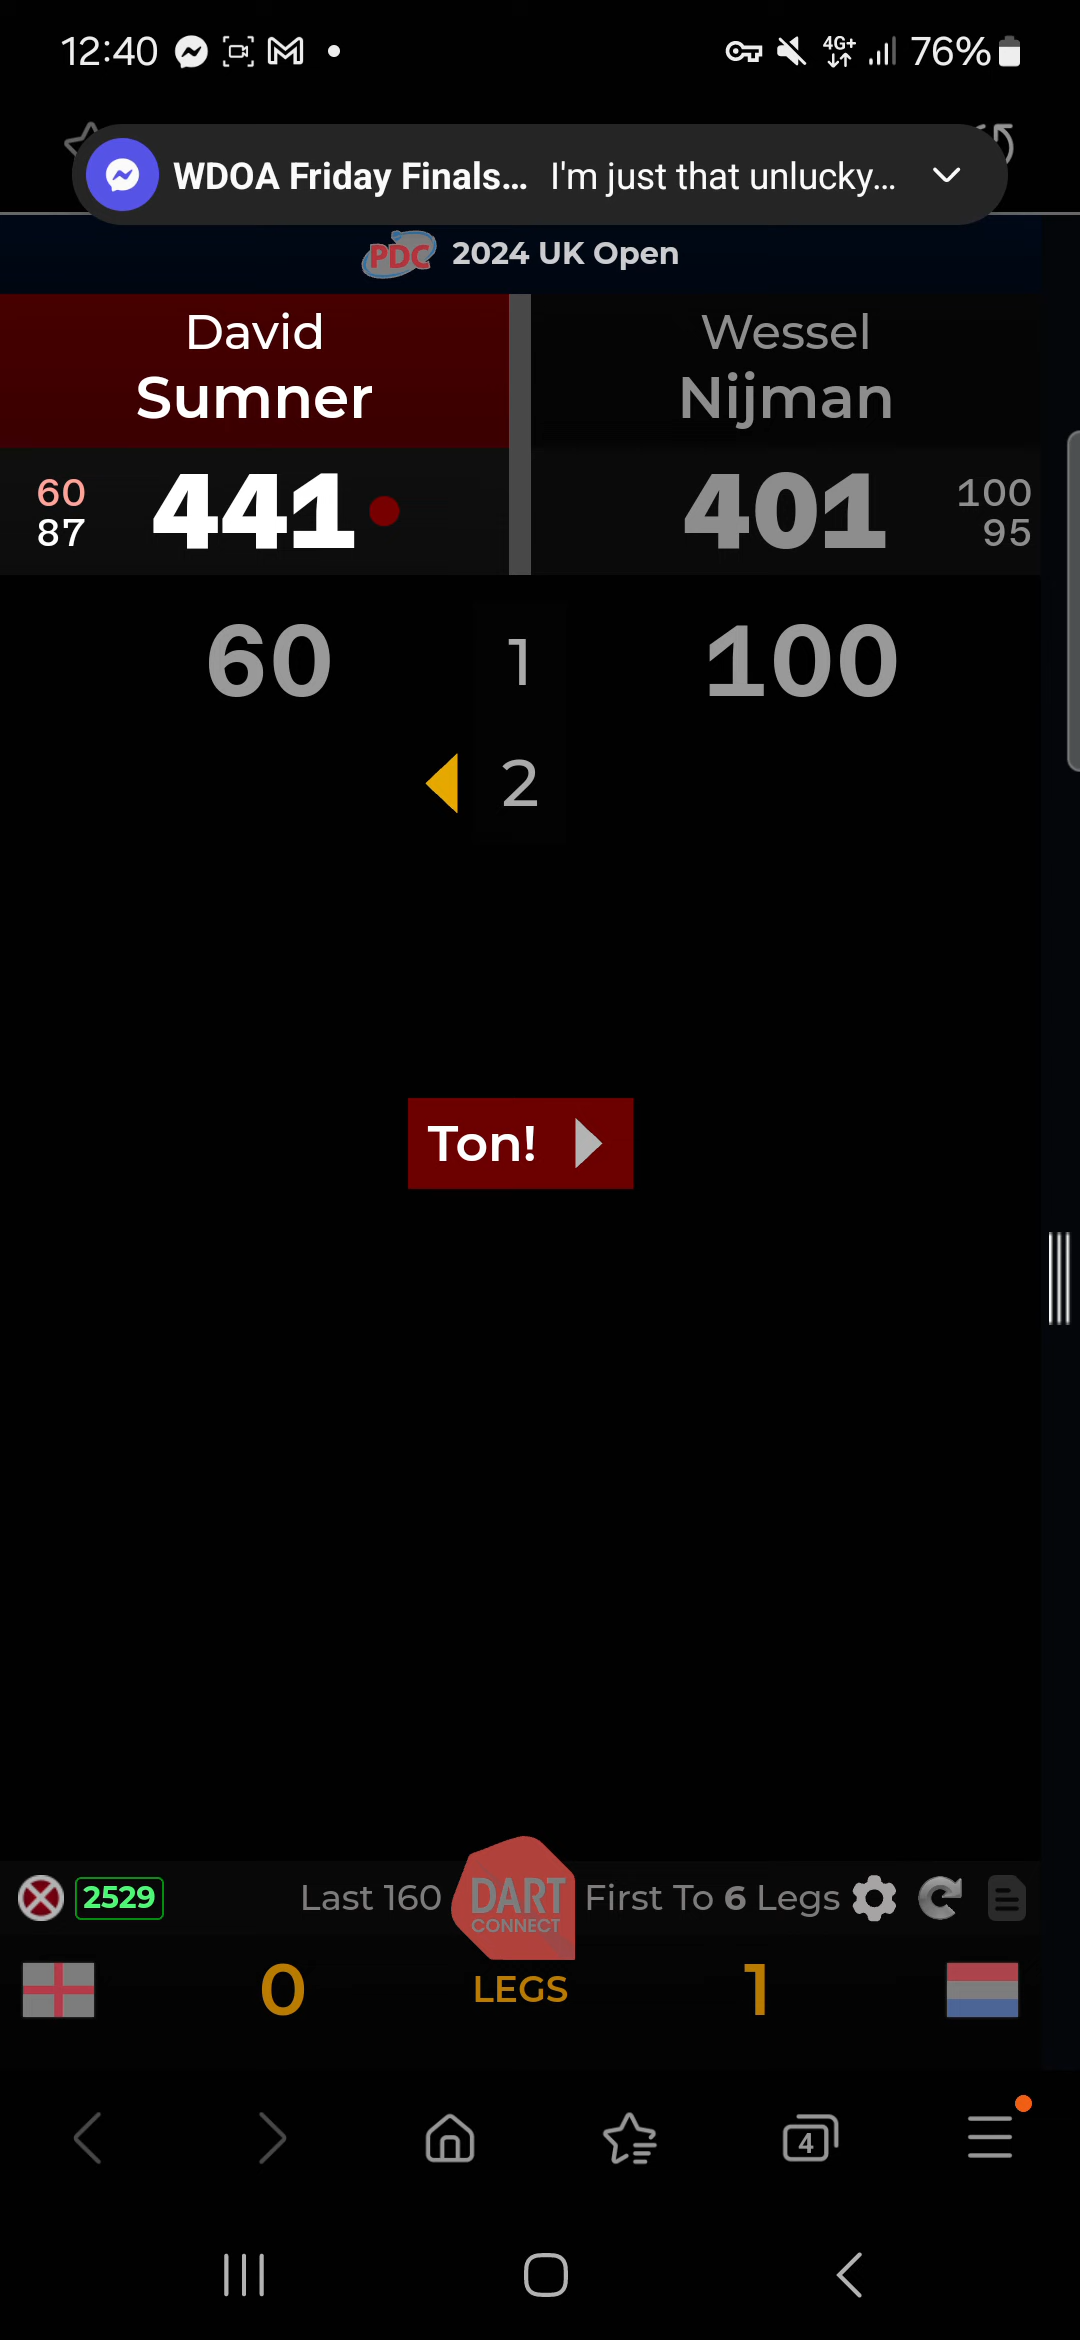 12:40 4G+ 76%
WDOA Friday Finals... I'm just that unlucky...
PDC 2024 UK Open
David Wessel
Sumner Nijman
60 441 401 100
87 95
60 1 100
2
Ton!
2529 Last 160 DART CONNECT First To 6 Legs
0 LEGS 1
4